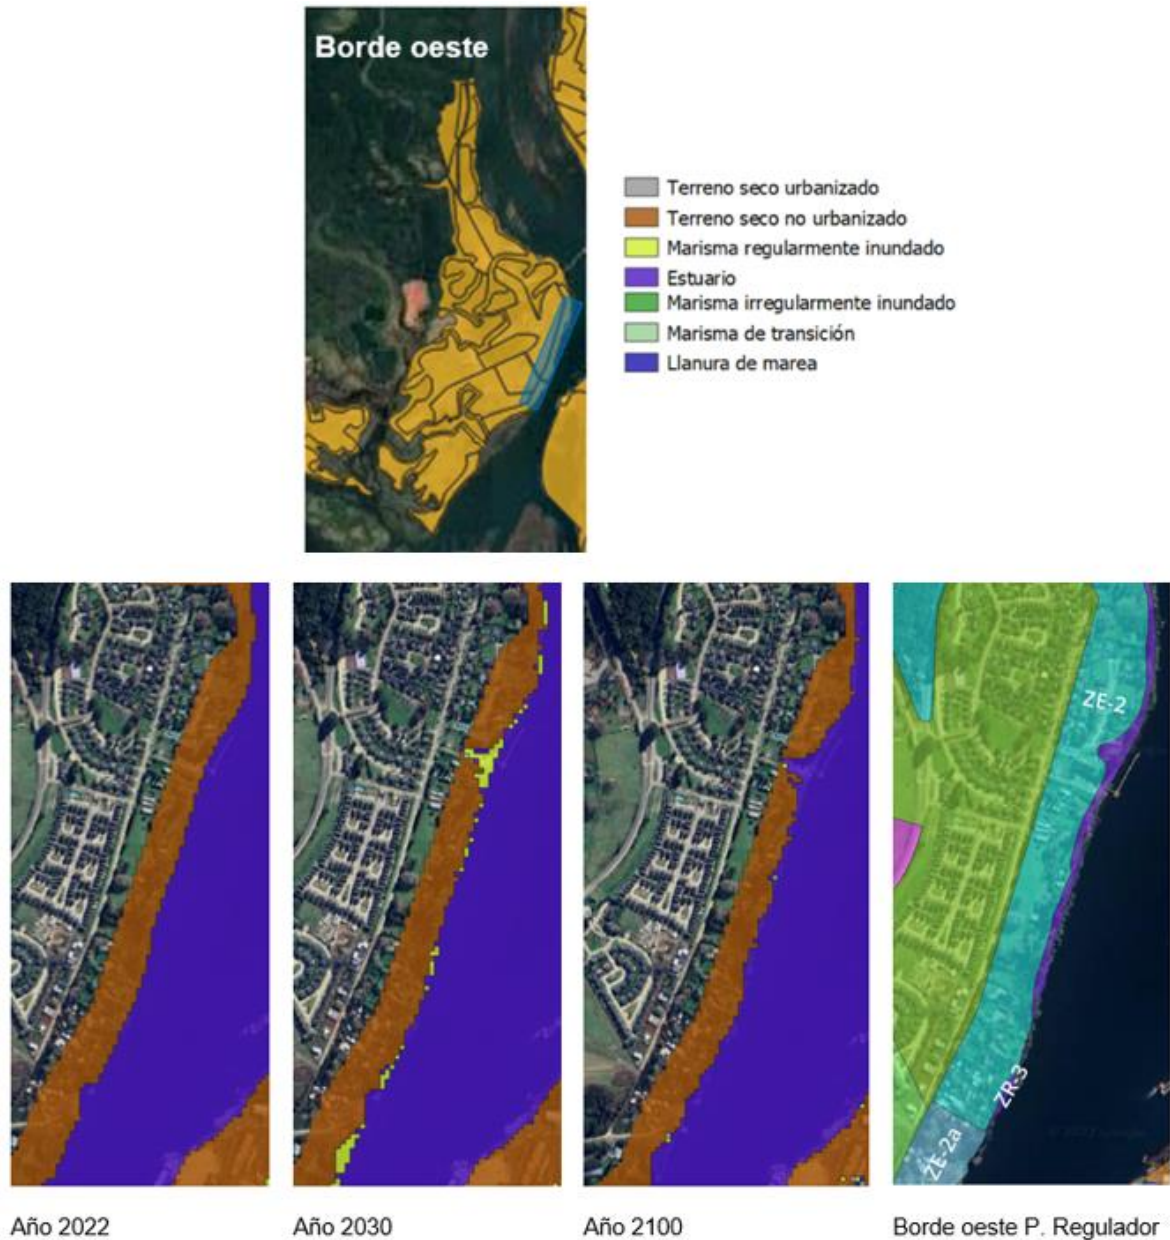 Borde oeste
Terreno seco urbanizado
Terreno seco no urbanizado
Marisma regularmente inundado
Estuario
Marisma irregularmente inundado
Marisma de transición
Llanura de marea
ZE-2
ZR-3
ZE-2a
Año 2022
Año 2030
Año 2100
Borde oeste P. Regulador